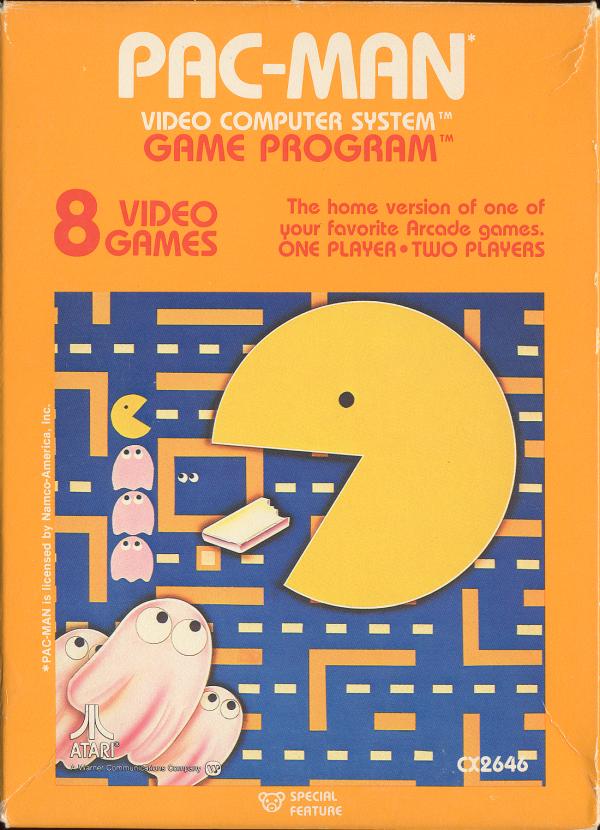 PAC-MAN*
VIDEO COMPUTER SYSTEM™
GAME PROGRAM™
8 VIDEO
GAMES
The home version of one of
your favorite Arcade games.
ONE PLAYER • TWO PLAYERS
*PAC-MAN is licensed by Namco-America, Inc.
ATARI®
A Warner Communications Company
CX2646
SPECIAL
FEATURE